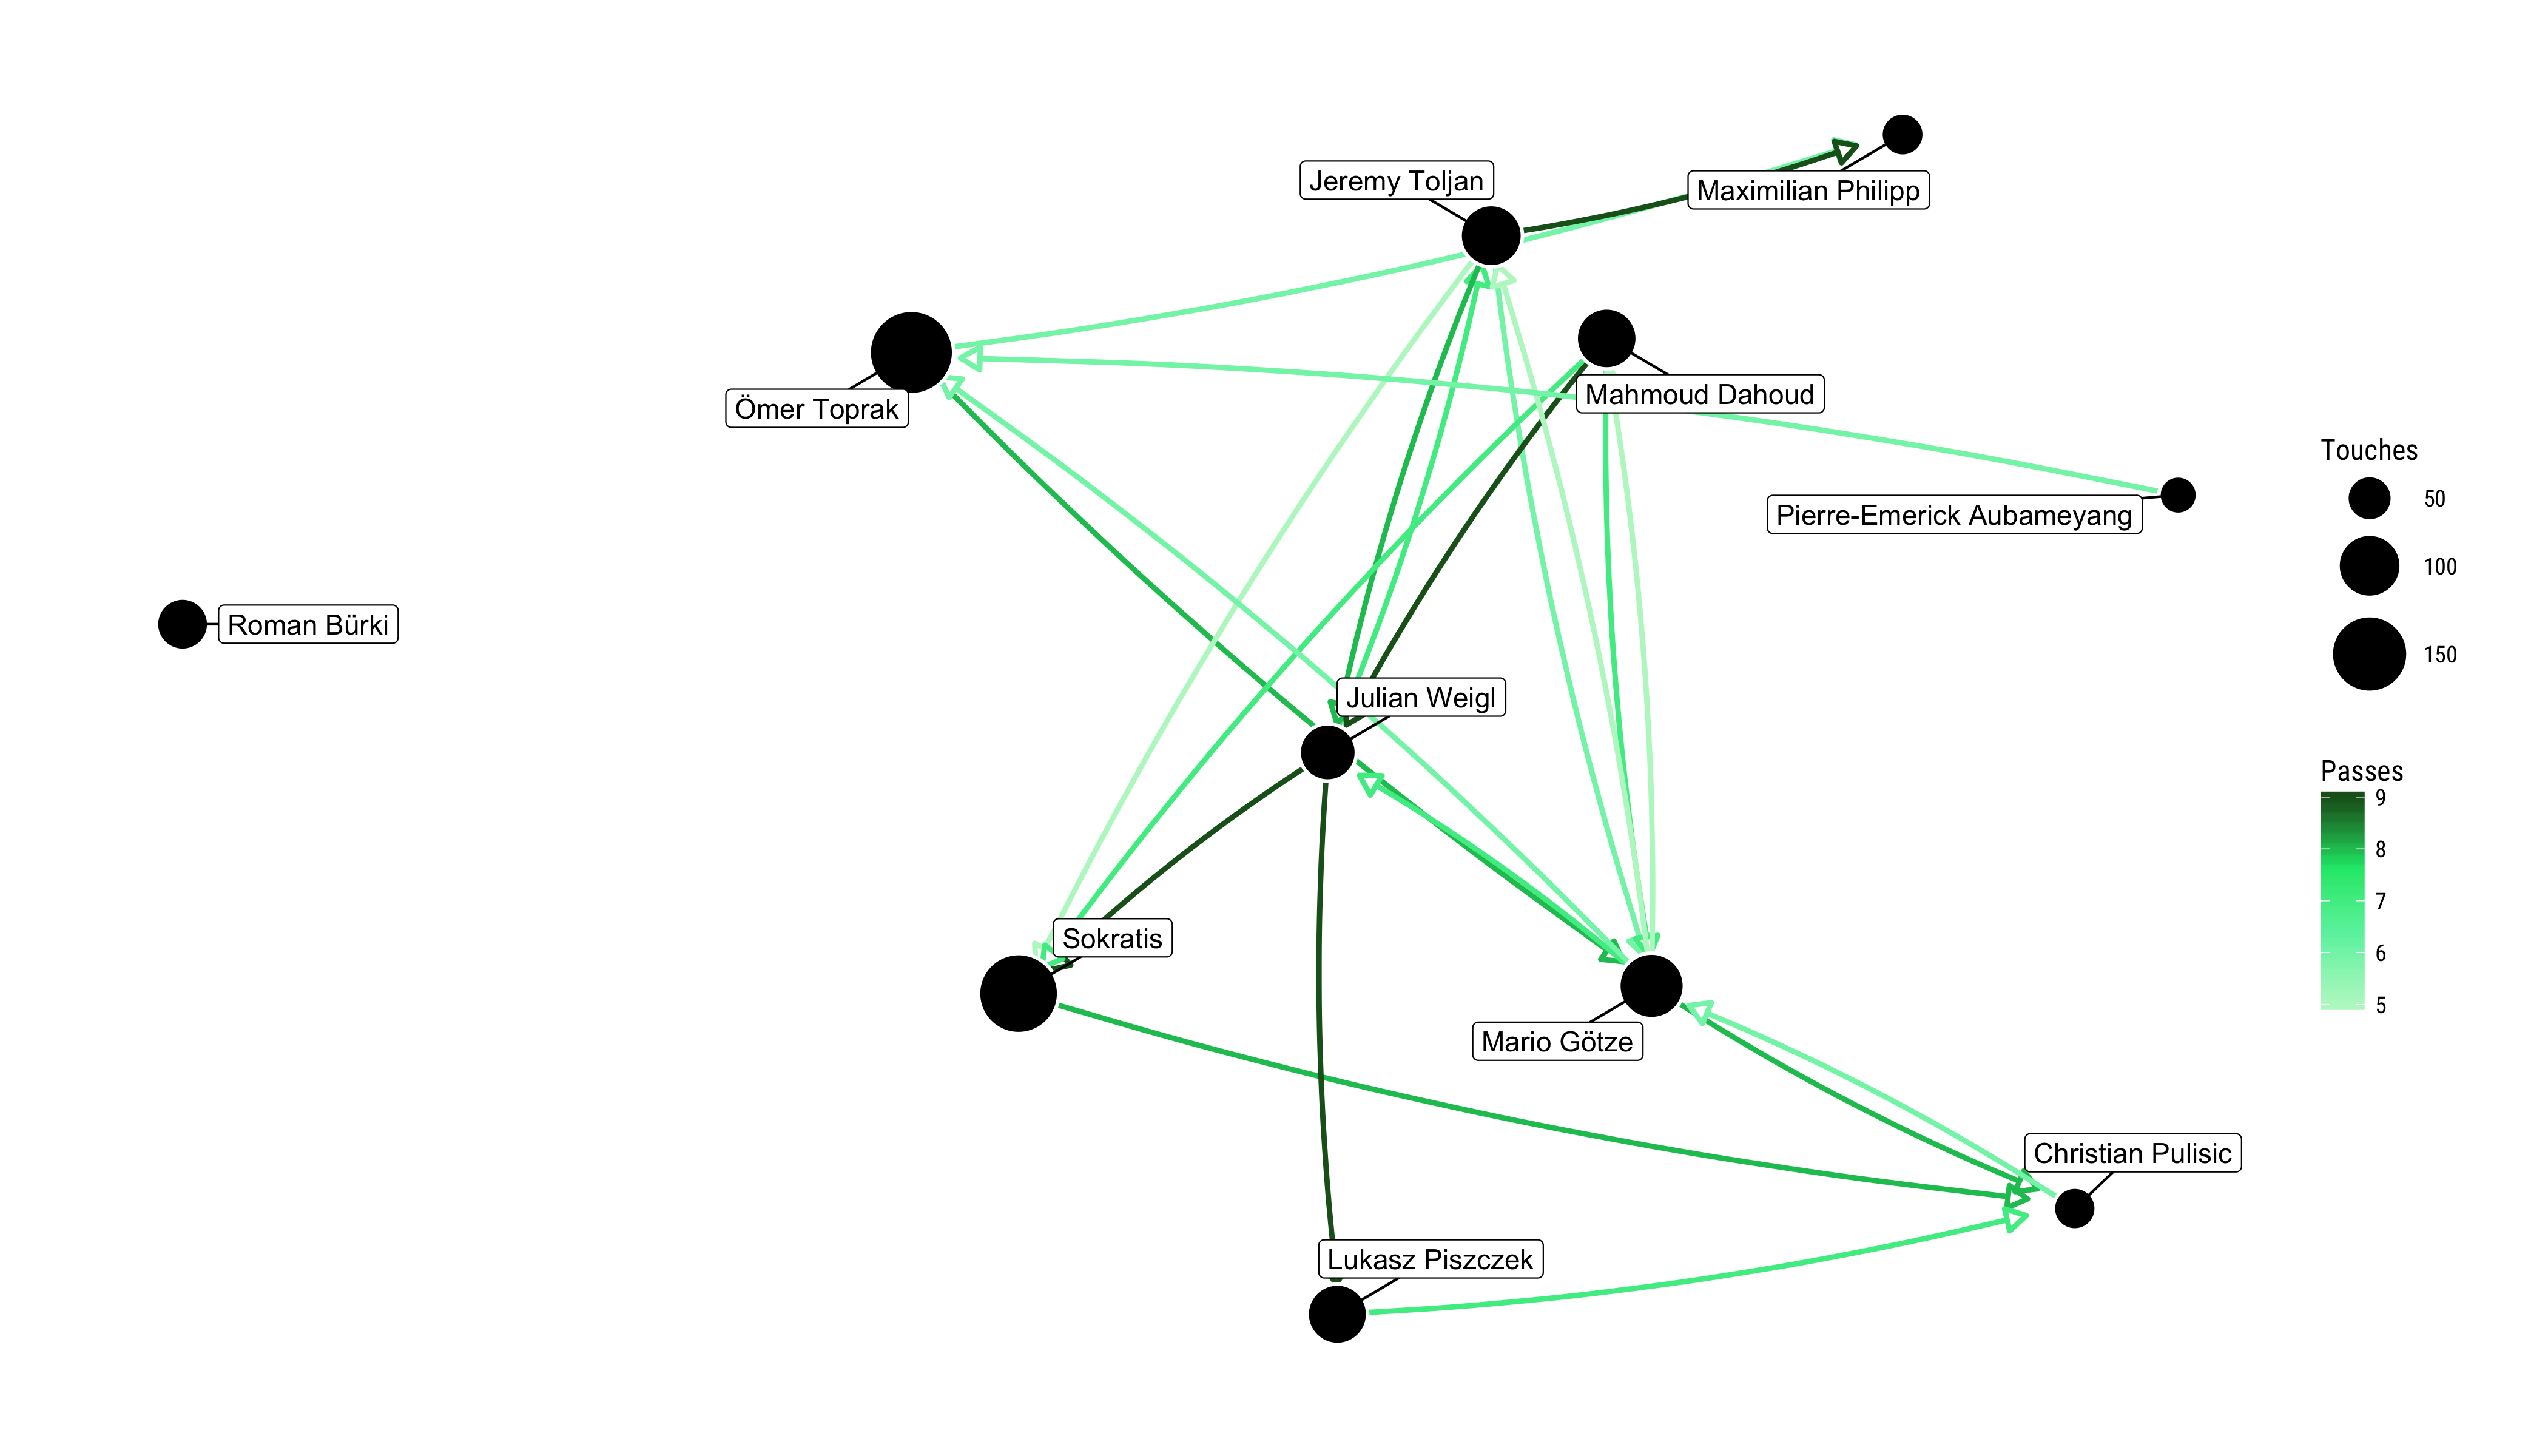 Jeremy Toljan
Maximilian Philipp
Ömer Toprak
Mahmoud Dahoud
Pierre-Emerick Aubameyang
Roman Bürki
Julian Weigl
Sokratis
Mario Götze
Christian Pulisic
Lukasz Piszczek
Touches
50
100
150
Passes
9
8
7
6
5